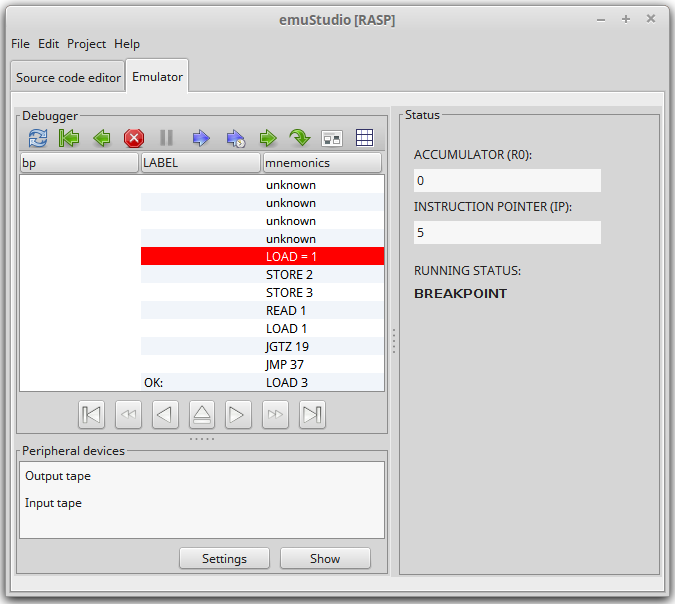 emuStudio [RASP]
File Edit Project Help
Source code editor Emulator
Debugger
bp LABEL mnemonics
unknown
unknown
unknown
unknown
LOAD = 1
STORE 2
STORE 3
READ 1
LOAD 1
JGTZ 19
JMP 37
OK: LOAD 3
Peripheral devices
Output tape
Input tape
Settings Show
Status
ACCUMULATOR (R0):
0
INSTRUCTION POINTER (IP):
5
RUNNING STATUS:
BREAKPOINT